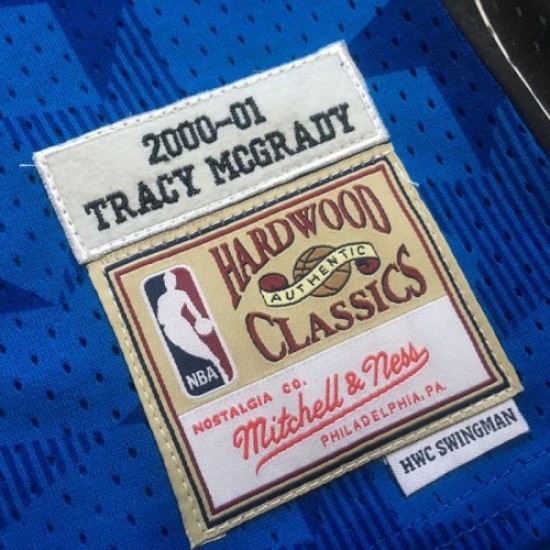 2000-01
TRACY MCGRADY
HARDWOOD
AUTHENTIC
CLASSICS
NBA
NOSTALGIA CO.
Mitchell & Ness
PHILADELPHIA, PA.
HWC SWINGMAN